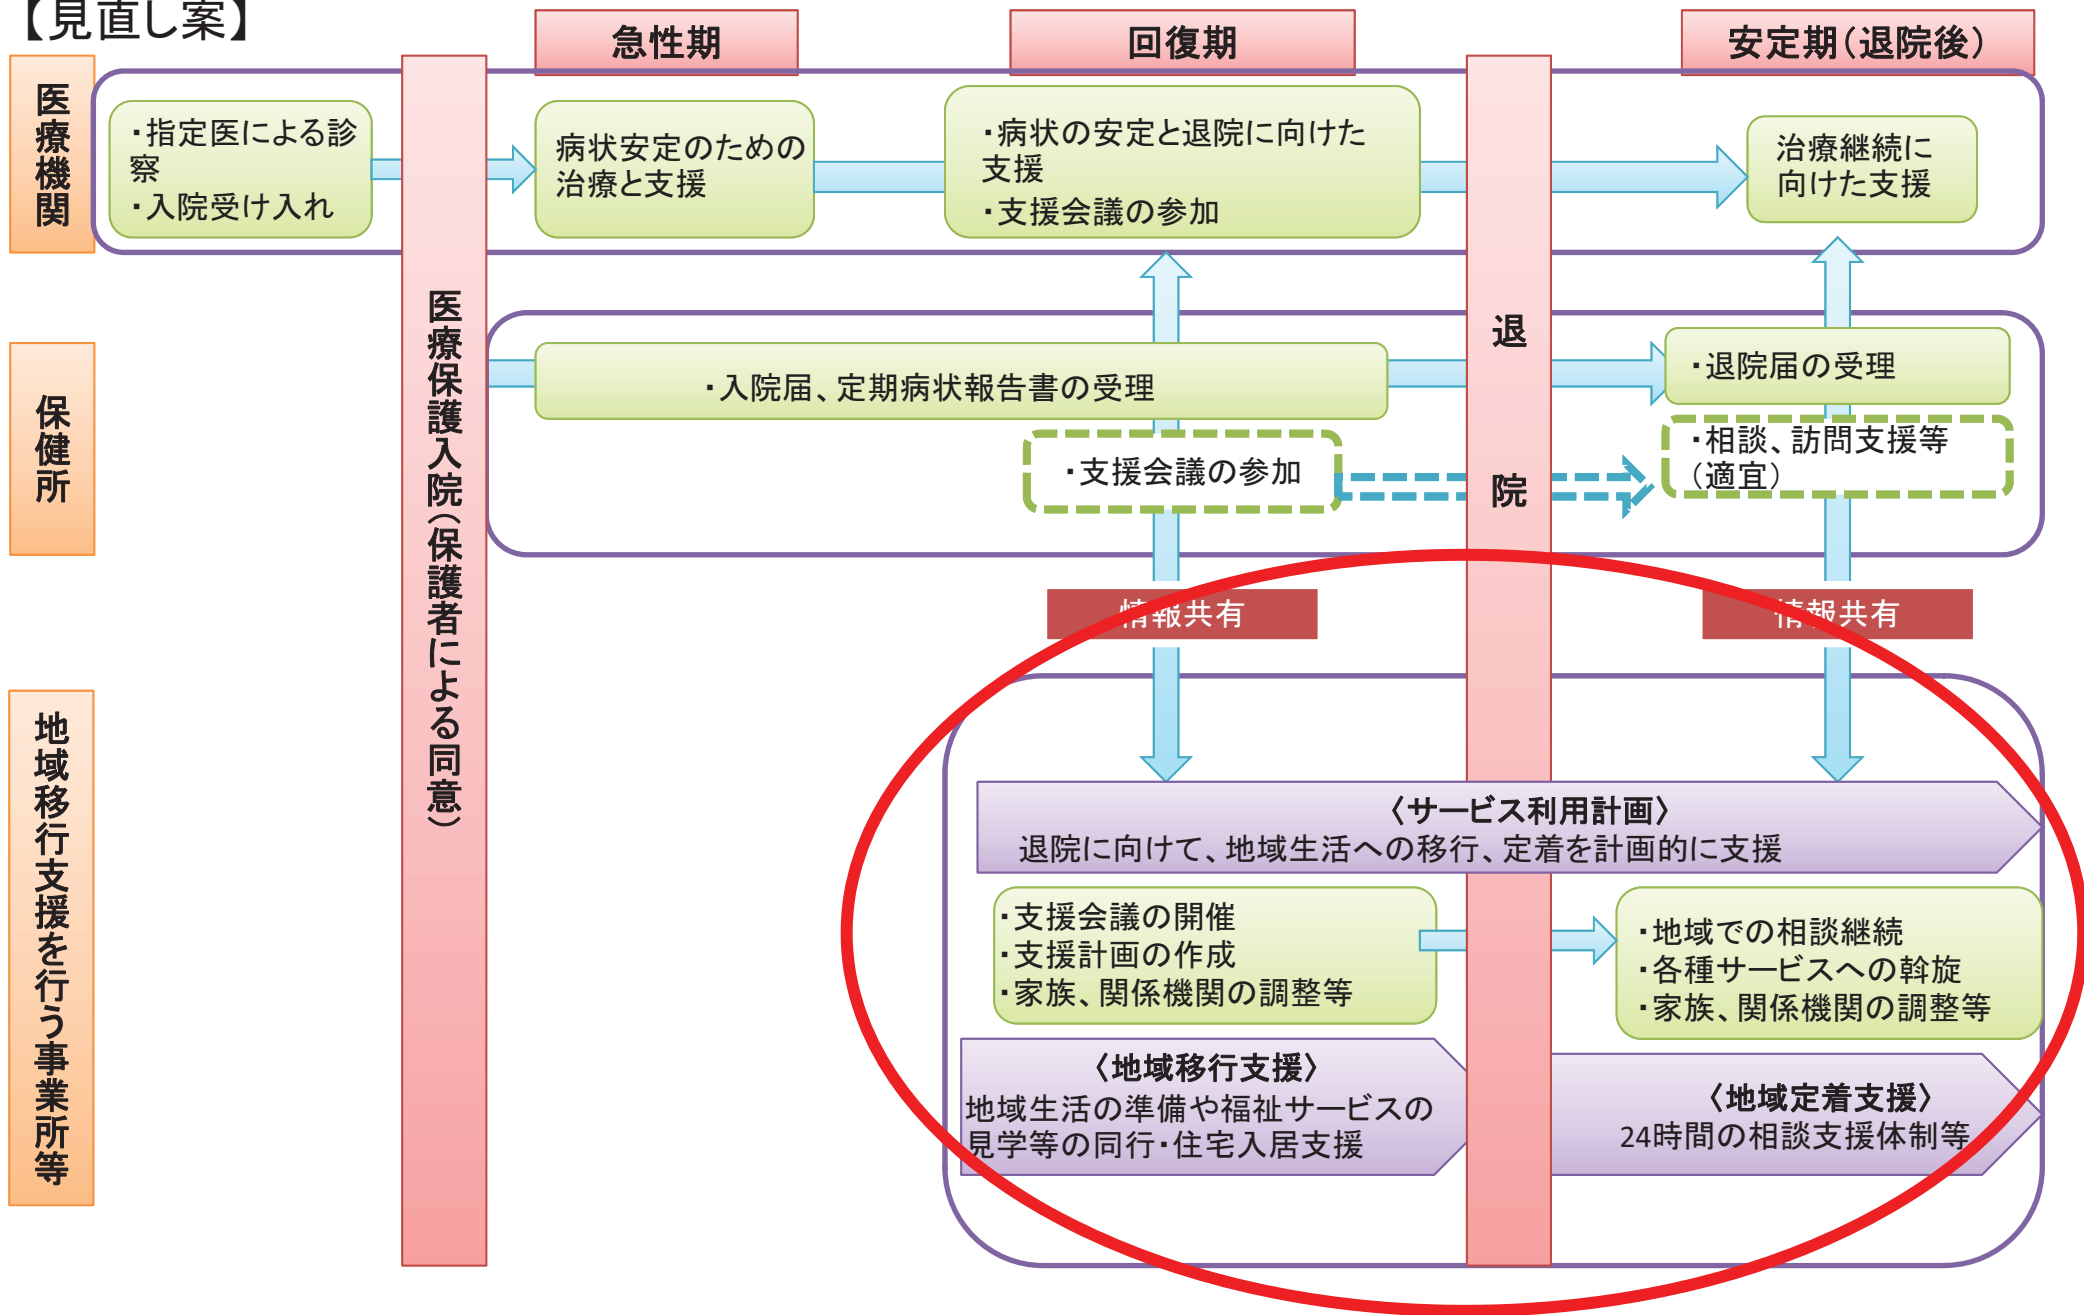 【見直し案】
急性期
回復期
安定期(退院後)
医療機関
・指定医による診
察
・入院受け入れ
病状安定のための
治療と支援
・病状の安定と退院に向けた
支援
・支援会議の参加
治療継続に
向けた支援
医療保護入院(保護者による同意)
退院
保健所
・入院届、定期病状報告書の受理
・退院届の受理
・支援会議の参加
・相談、訪問支援等
(適宜)
情報共有
情報共有
地域移行支援を行う事業所等
〈サービス利用計画〉
退院に向けて、地域生活への移行、定着を計画的に支援
・支援会議の開催
・支援計画の作成
・家族、関係機関の調整等
・地域での相談継続
・各種サービスへの斡旋
・家族、関係機関の調整等
〈地域移行支援〉
地域生活の準備や福祉サービスの
見学等の同行・住宅入居支援
〈地域定着支援〉
24時間の相談支援体制等